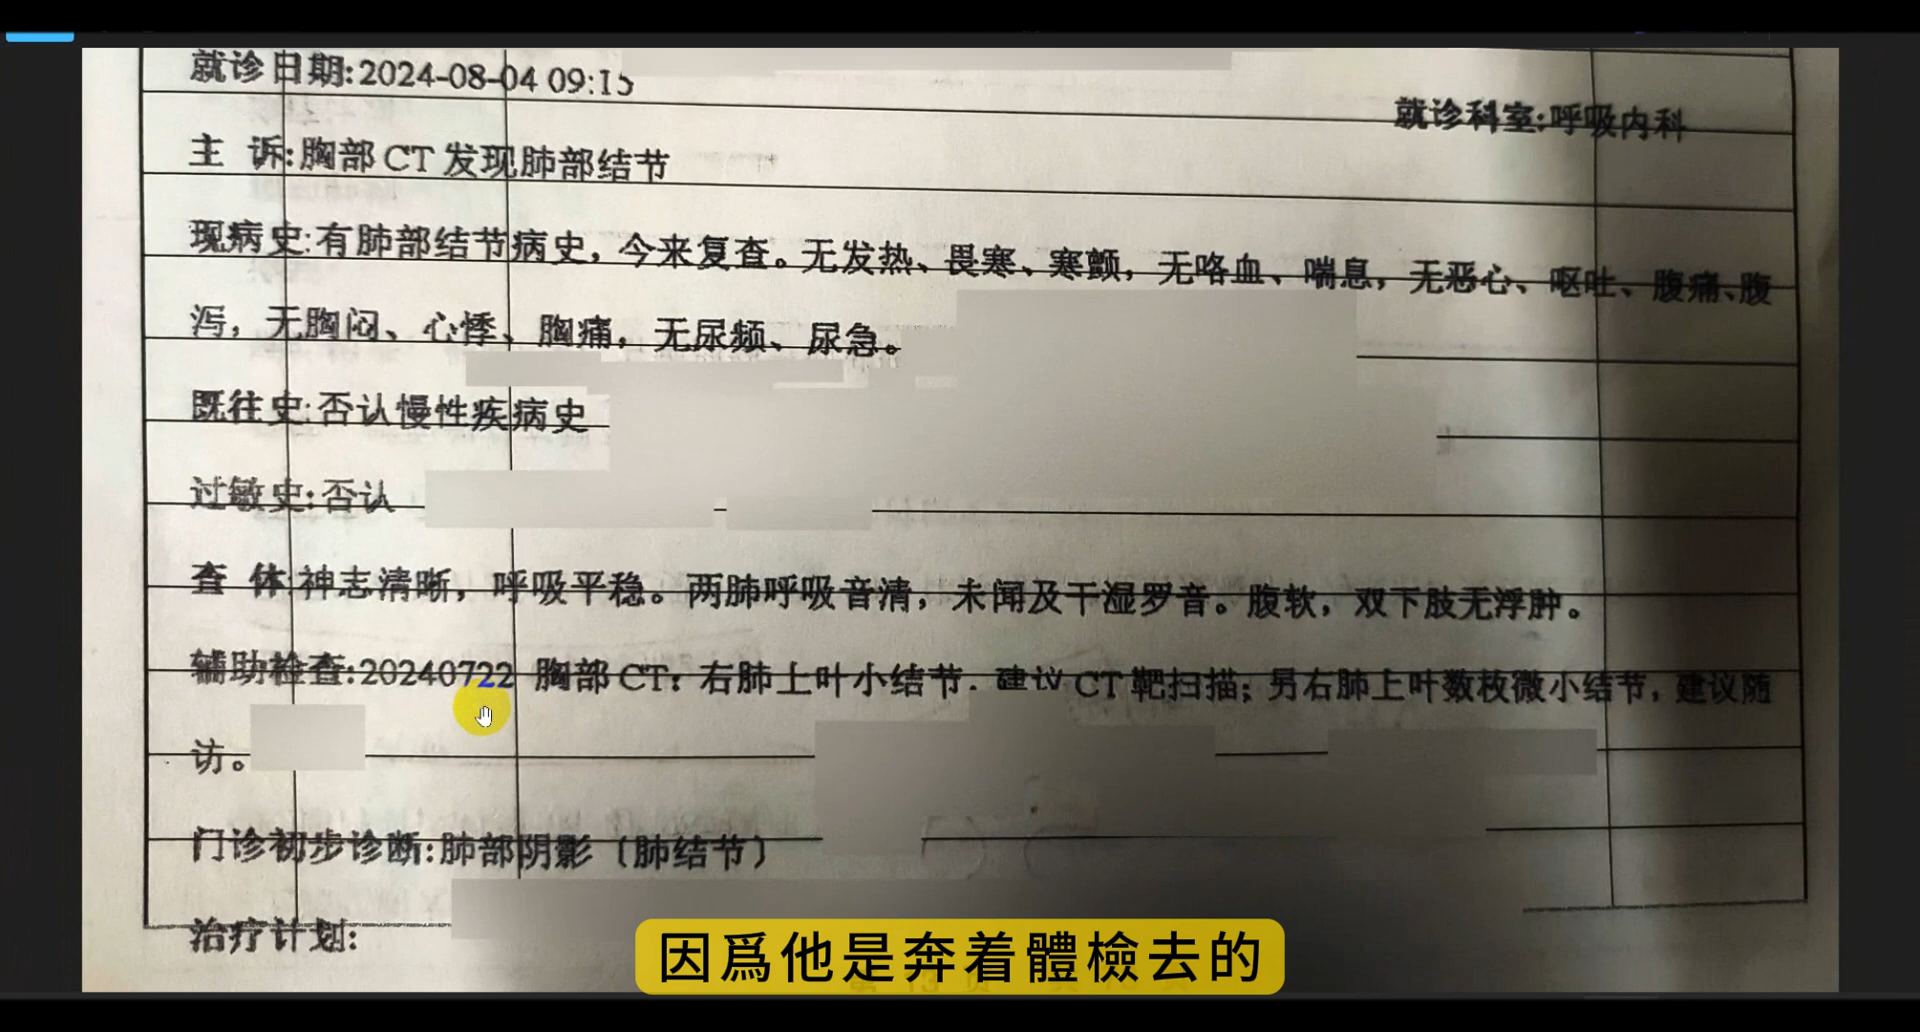 就诊日期:2024-08-04 09:15
就诊科室:呼吸内科
主 诉:胸部CT发现肺部结节
现病史:有肺部结节病史，今来复查。无发热、畏寒、寒颤，无咯血、喘息，无恶心、呕吐、腹痛、腹
泻，无胸闷、心悸、胸痛，无尿频、尿急。
既往史:否认慢性疾病史
过敏史:否认
查 体:神志清晰，呼吸平稳。两肺呼吸音清，未闻及干湿罗音。腹软，双下肢无浮肿。
辅助检查:20240722 胸部CT：右肺上叶小结节．建议CT靶扫描；另右肺上叶数枚微小结节，建议随
访。
门诊初步诊断:肺部阴影（肺结节）
治疗计划:
因爲他是奔着體檢去的